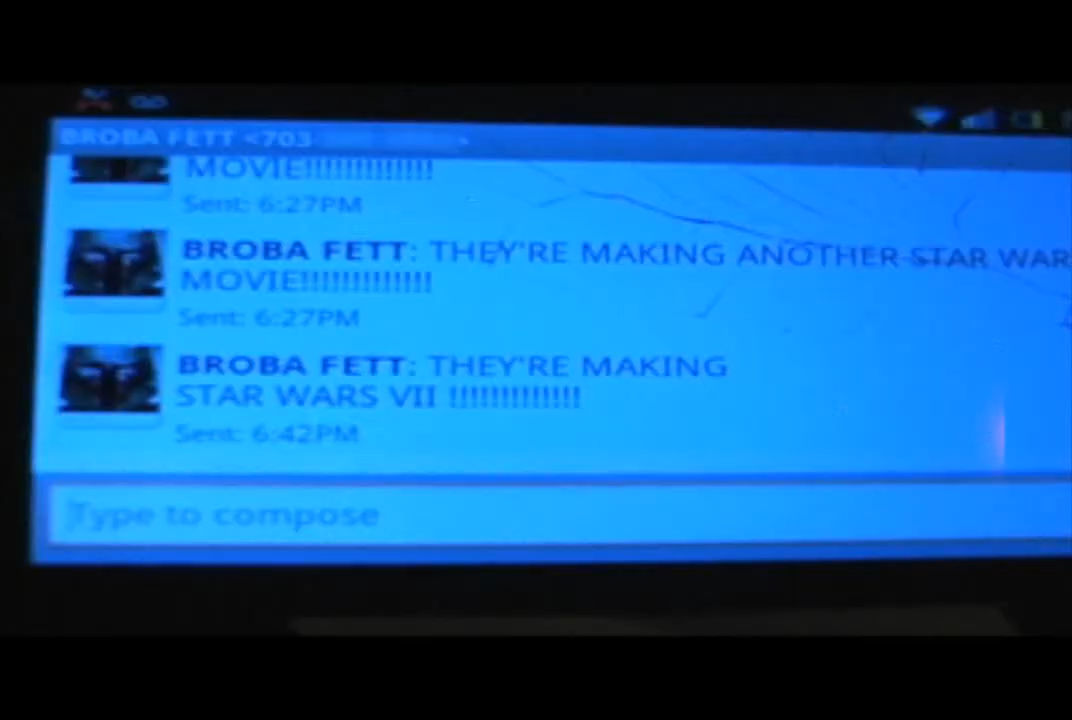 BROBA FETT <703
MOVIE!!!!!!!!!!!!!
Sent: 6:27PM
BROBA FETT: THEY'RE MAKING ANOTHER STAR WAR
MOVIE!!!!!!!!!!!!!
Sent: 6:27PM
BROBA FETT: THEY'RE MAKING
STAR WARS VII !!!!!!!!!!!!!
Sent: 6:42PM
Type to compose